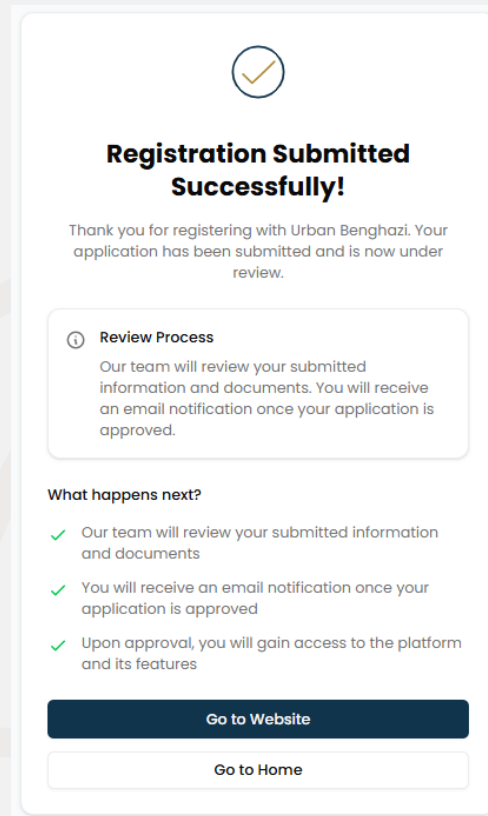 Registration Submitted
Successfully!
Thank you for registering with Urban Benghazi. Your
application has been submitted and is now under
review.
Review Process
Our team will review your submitted
information and documents. You will receive
an email notification once your application is
approved.
What happens next?
Our team will review your submitted information
and documents
You will receive an email notification once your
application is approved
Upon approval, you will gain access to the platform
and its features
Go to Website
Go to Home